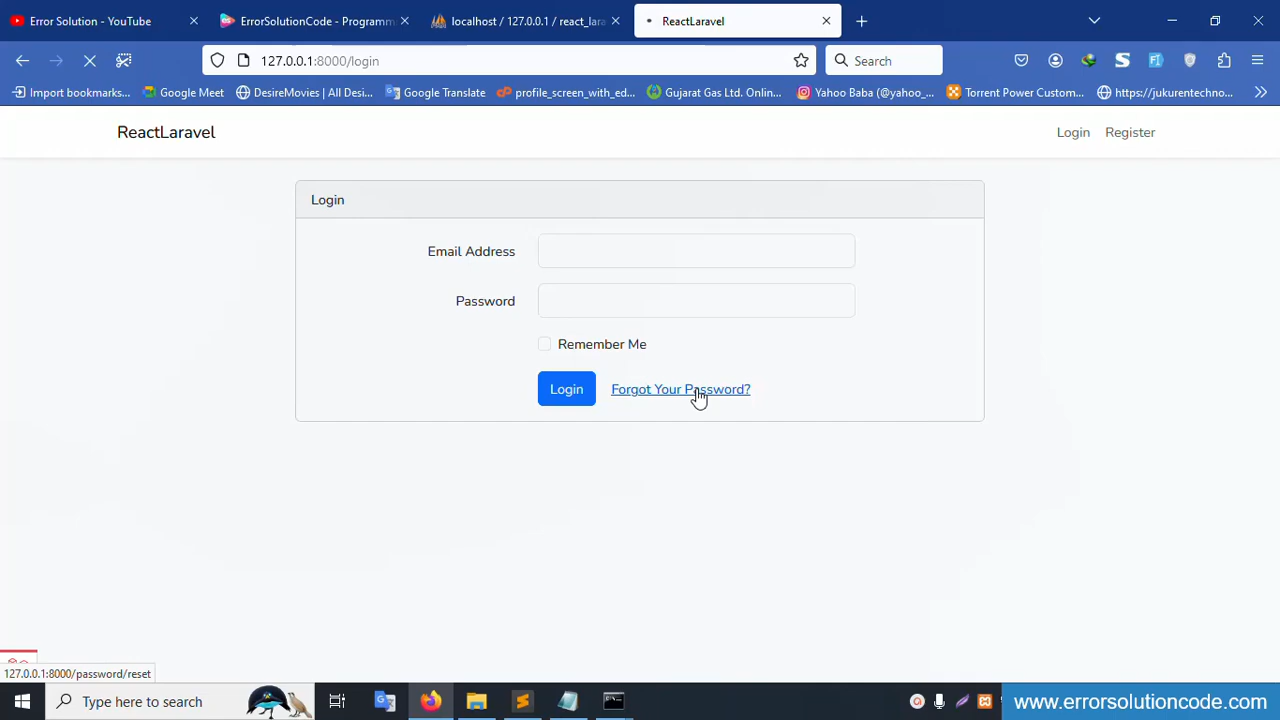 Error Solution - YouTube
ErrorSolutionCode - Programm
localhost / 127.0.0.1 / react_lara
ReactLaravel
127.0.0.1:8000/login
Search
Import bookmarks...
Google Meet
DesireMovies | All Desi...
Google Translate
profile_screen_with_ed...
Gujarat Gas Ltd. Onlin...
Yahoo Baba (@yahoo_...
Torrent Power Custom...
https://jukurentechno...
ReactLaravel
Login
Register
Login
Email Address
Password
Remember Me
Login
Forgot Your Password?
127.0.0.1:8000/password/reset
Type here to search
www.errorsolutioncode.com